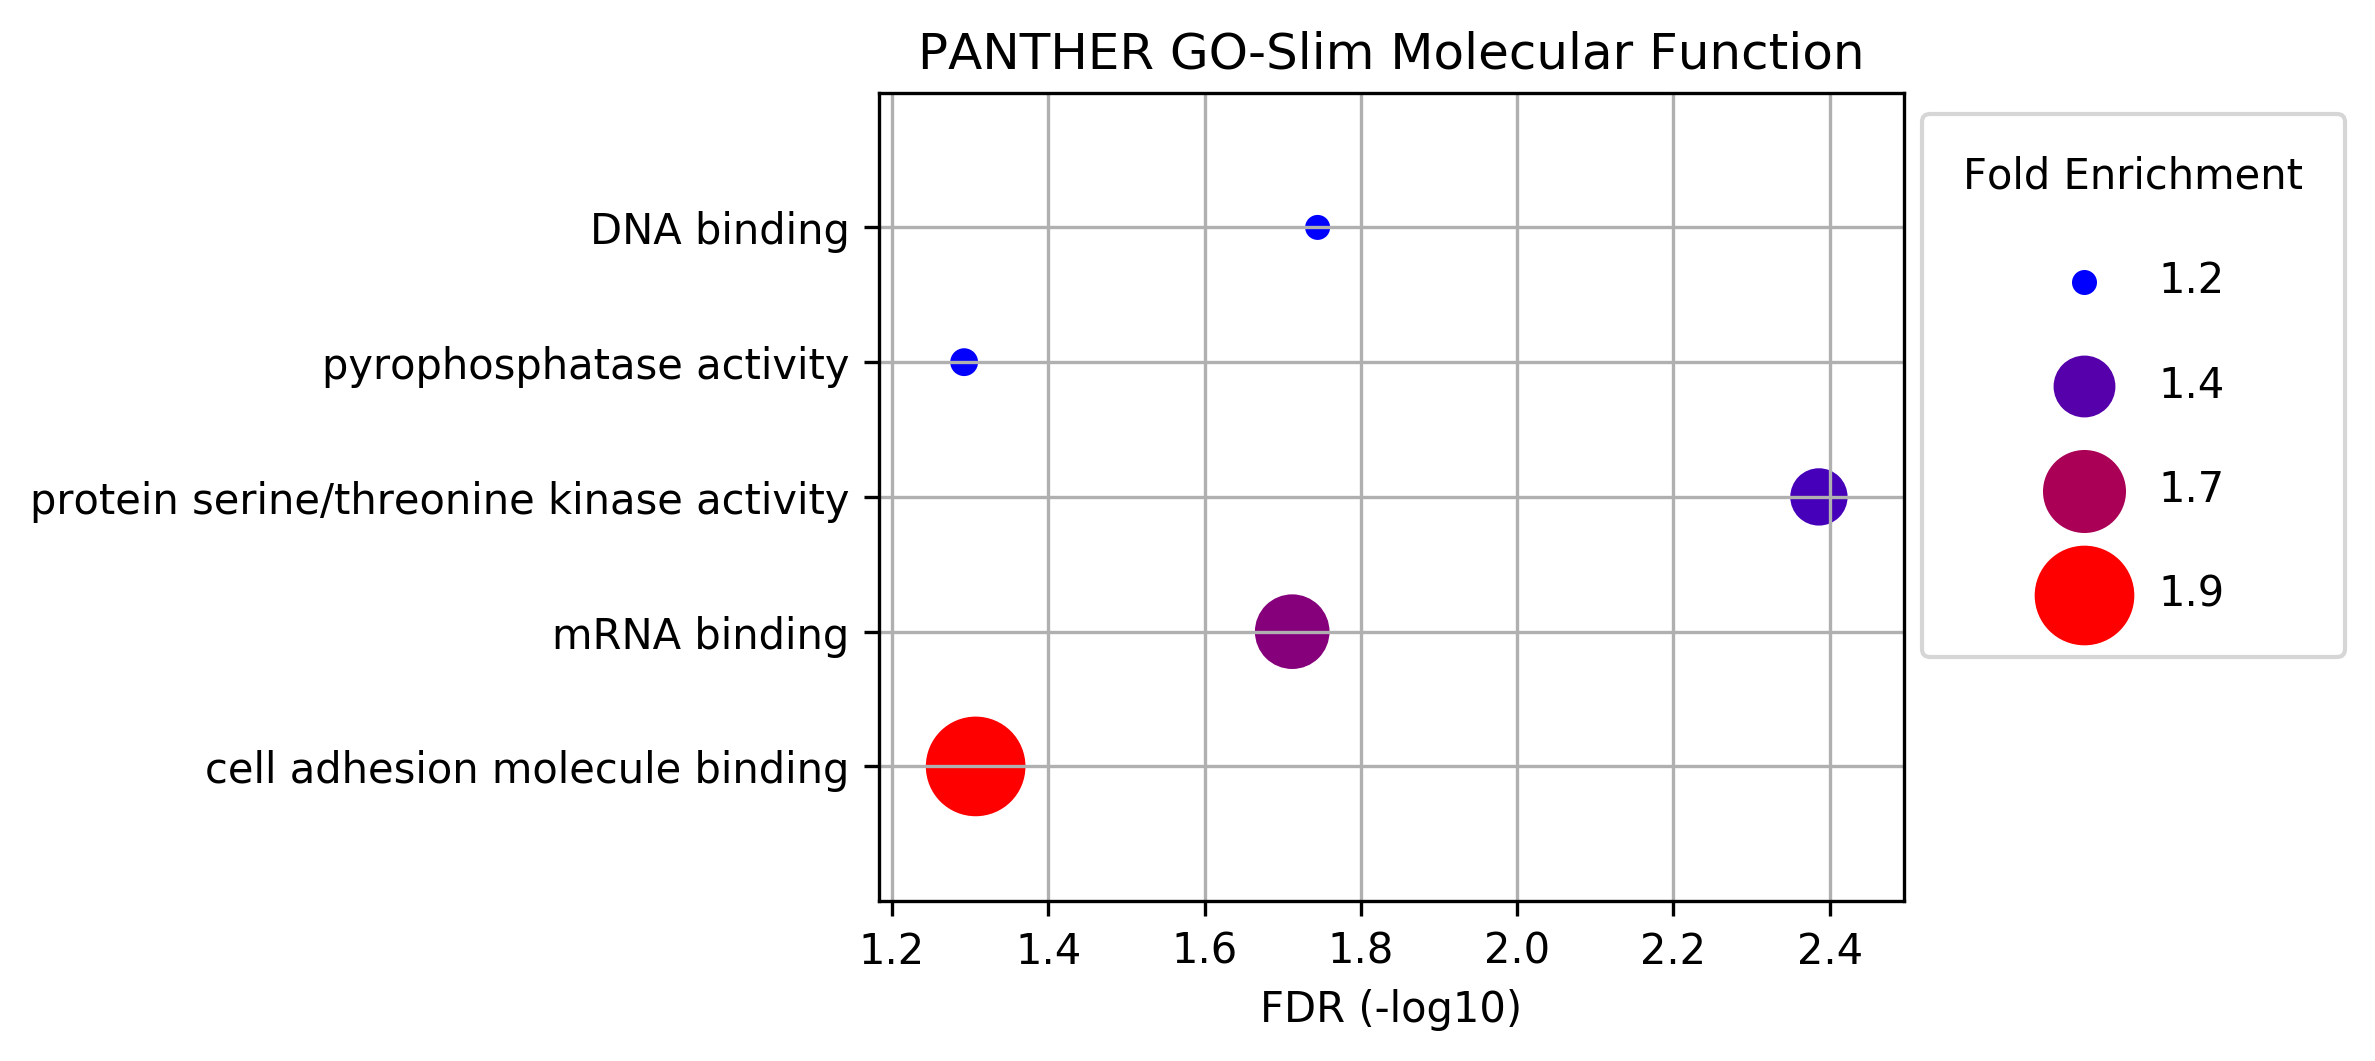 PANTHER GO-Slim Molecular Function
DNA binding
pyrophosphatase activity
protein serine/threonine kinase activity
mRNA binding
cell adhesion molecule binding
1.2 1.4 1.6 1.8 2.0 2.2 2.4
FDR (-log10)
Fold Enrichment
1.2
1.4
1.7
1.9